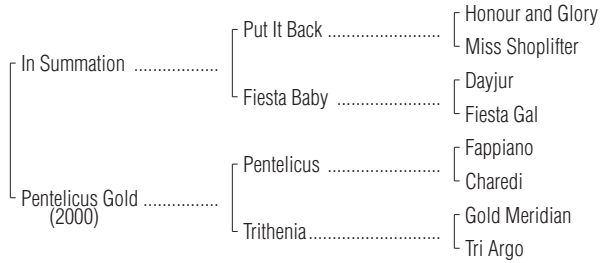 Honour and Glory
Put It Back ......................
Miss Shoplifter
In Summation .................
Dayjur
Fiesta Baby .....................
Fiesta Gal
Fappiano
Pentelicus .......................
Charedi
Pentelicus Gold ...............
(2000)
Gold Meridian
Trithenia..........................
Tri Argo